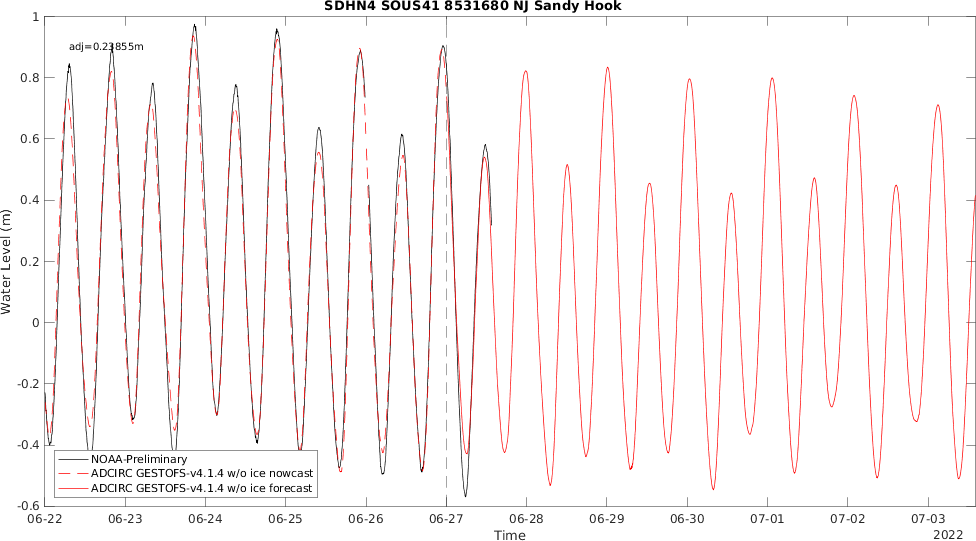 SDHN4 SOUS41 8531680 NJ Sandy Hook
adj=0.23855m
1
0.8
0.6
0.4
0.2
0
-0.2
-0.4
-0.6
Water Level (m)
NOAA-Preliminary
ADCIRC GESTOFS-v4.1.4 w/o ice nowcast
ADCIRC GESTOFS-v4.1.4 w/o ice forecast
06-22 06-23 06-24 06-25 06-26 06-27 06-28 06-29 06-30 07-01 07-02 07-03
Time
2022